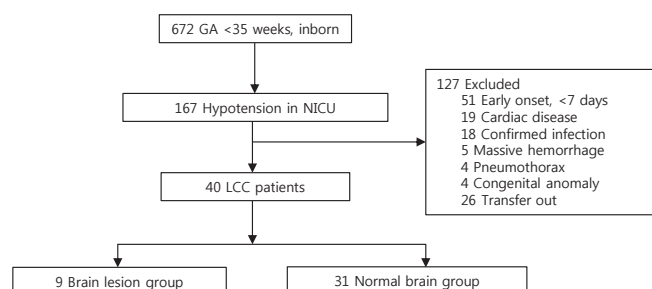 672 GA <35 weeks, inborn
167 Hypotension in NICU
127 Excluded
51 Early onset, <7 days
19 Cardiac disease
18 Confirmed infection
5 Massive hemorrhage
4 Pneumothorax
4 Congenital anomaly
26 Transfer out
40 LCC patients
9 Brain lesion group
31 Normal brain group